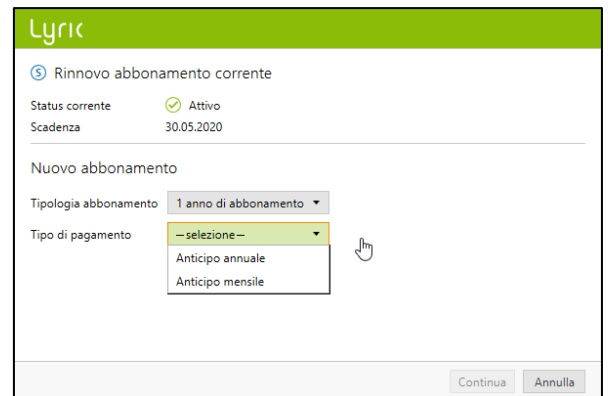 Lyric
Rinnovo abbonamento corrente
Status corrente Attivo
Scadenza 30.05.2020
Nuovo abbonamento
Tipologia abbonamento 1 anno di abbonamento
Tipo di pagamento —selezione—
Anticipo annuale
Anticipo mensile
Continua Annulla